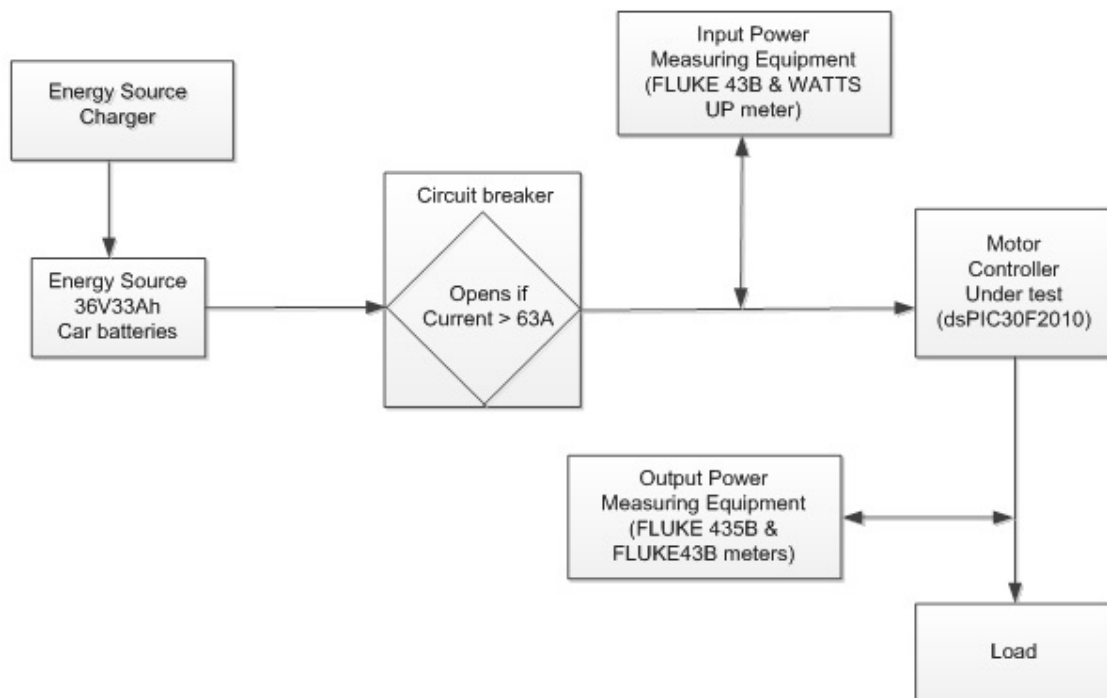 Energy Source
Charger
Energy Source
36V33Ah
Car batteries
Circuit breaker
Opens if
Current > 63A
Input Power
Measuring Equipment
(FLUKE 43B & WATTS
UP meter)
Motor
Controller
Under test
(dsPIC30F2010)
Output Power
Measuring Equipment
(FLUKE 435B &
FLUKE43B meters)
Load